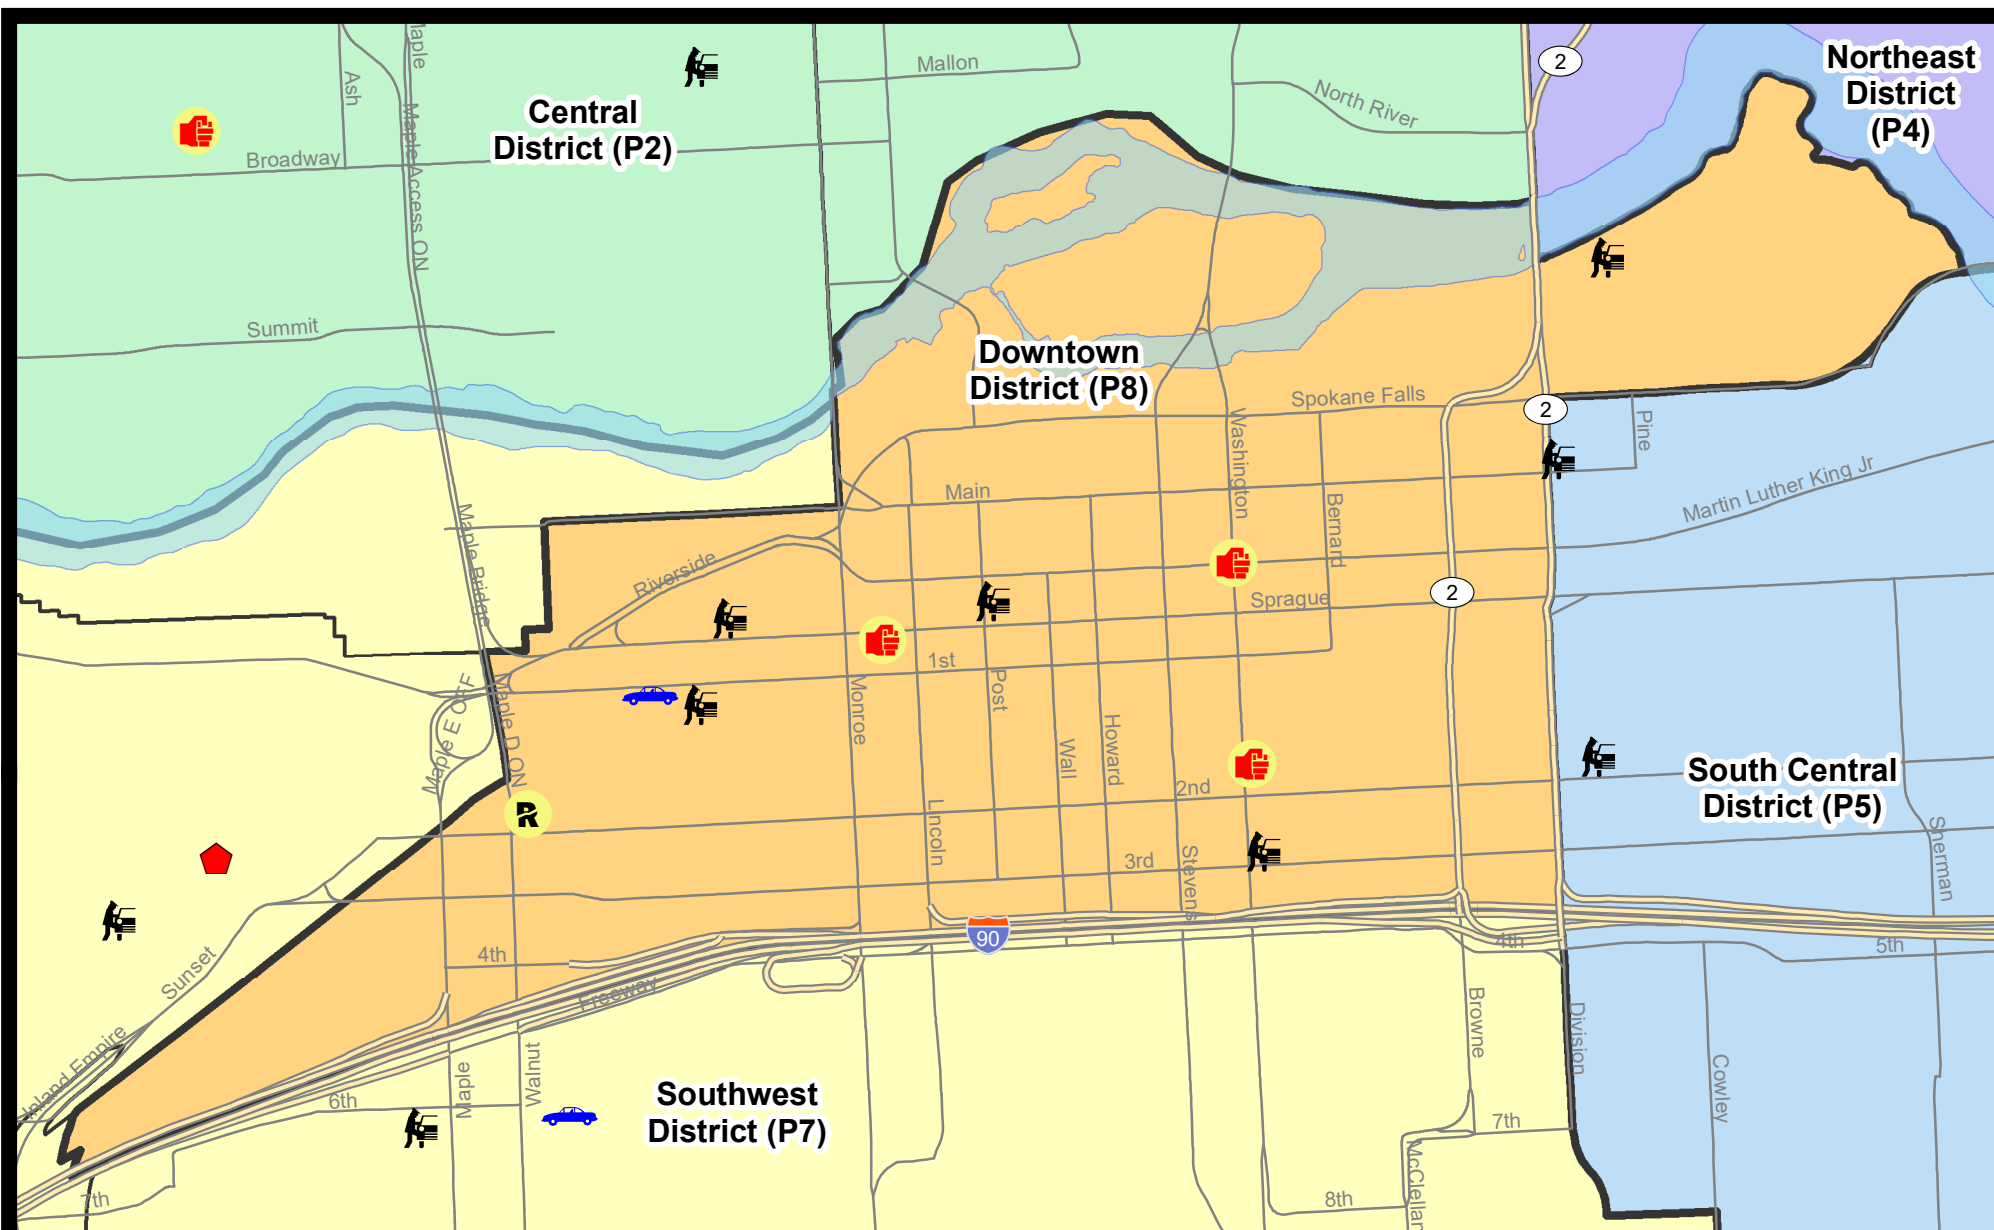 Maple
2
Northeast
District
(P4)
Mallon
Ash
North River
Central
District (P2)
Maple Access ON
Broadway
Summit
Downtown
District (P8)
Spokane Falls
2
Washington
Pine
Main
Bernard
Martin Luther King Jr
Maple Bridge
Riverside
2
Sprague
1st
Maple E OFF
Maple D ON
Monroe
Post
Wall
Howard
South Central
District (P5)
2nd
Lincoln
3rd
Stevens
Sherman
90
4th
4th
5th
Sunset
Freeway
Inland Empire
Browne
Division
Maple
Walnut
Cowley
6th
Southwest
District (P7)
7th
McClellan
7th
8th
R